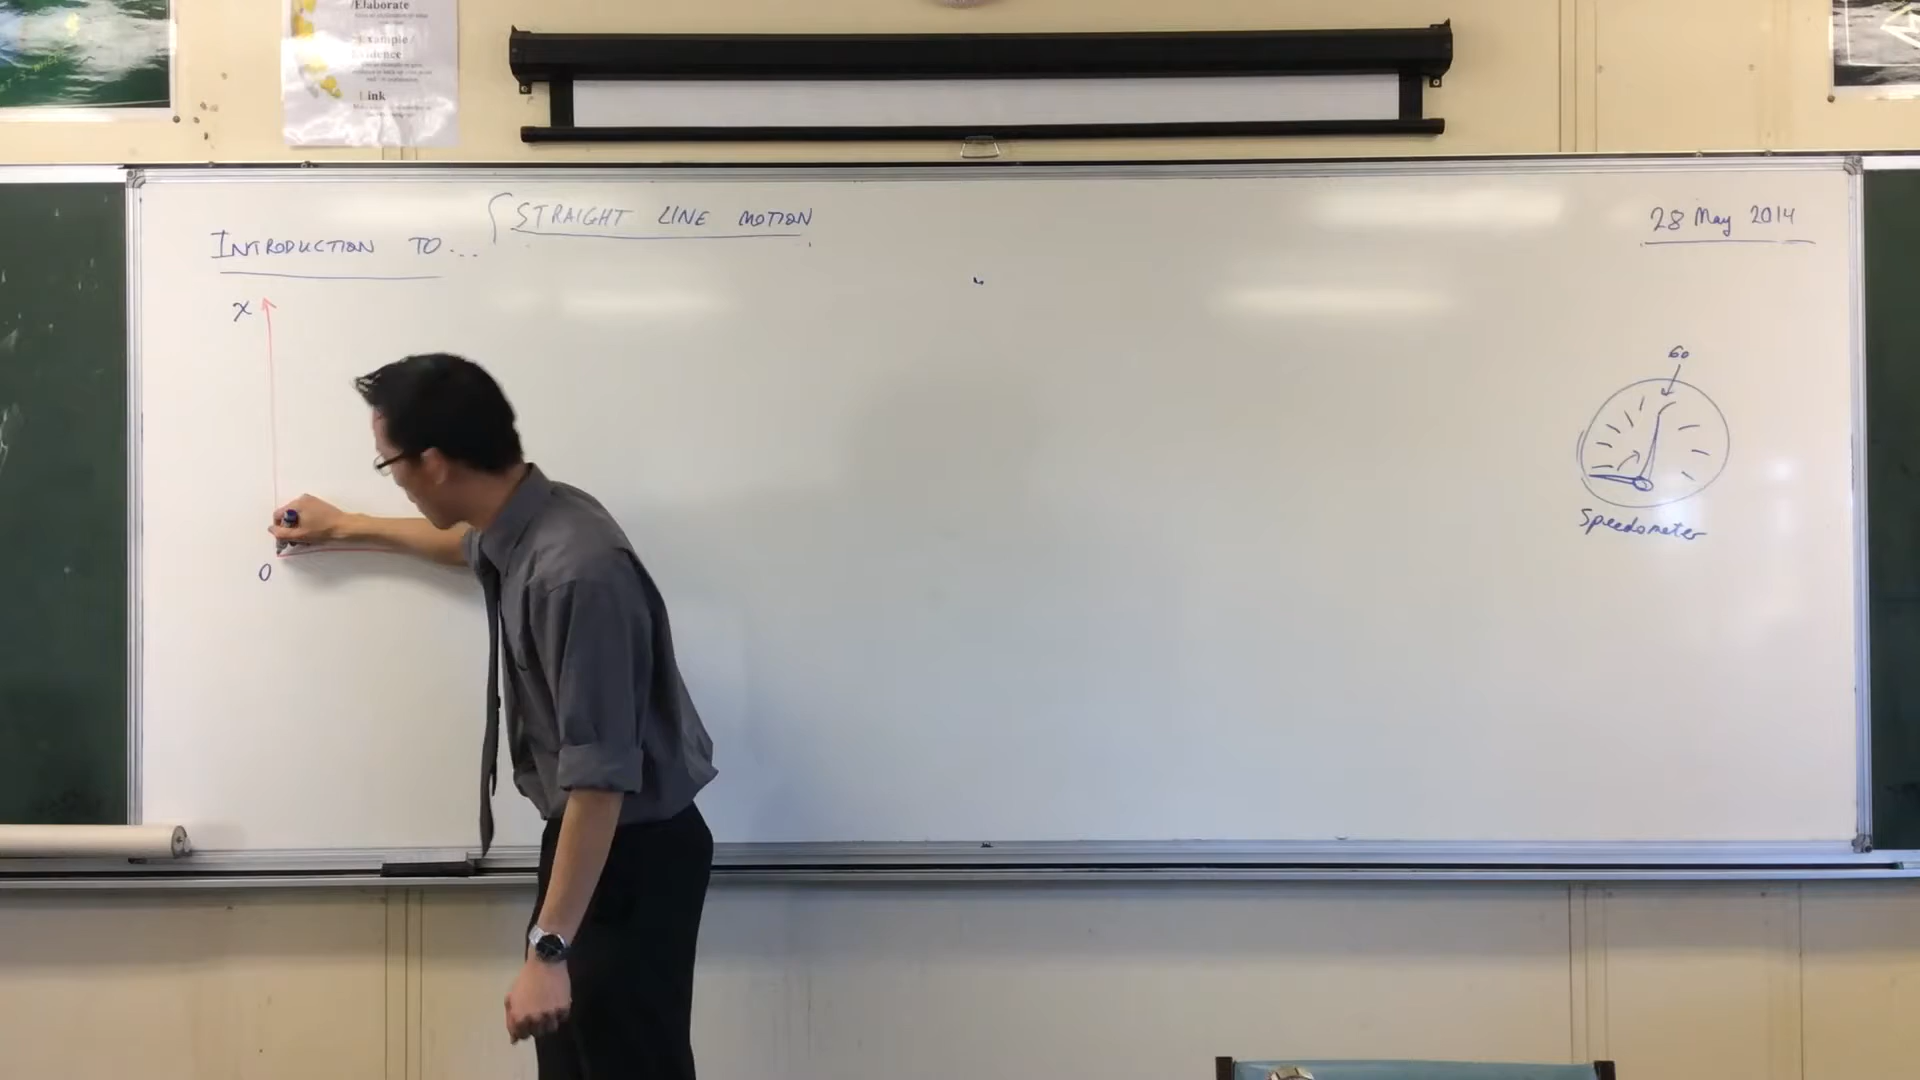 Elaborate
Example /
Evidence
Link
STRAIGHT LINE MOTION
INTRODUCTION TO...
28 May 2014
x
0
60
Speedometer